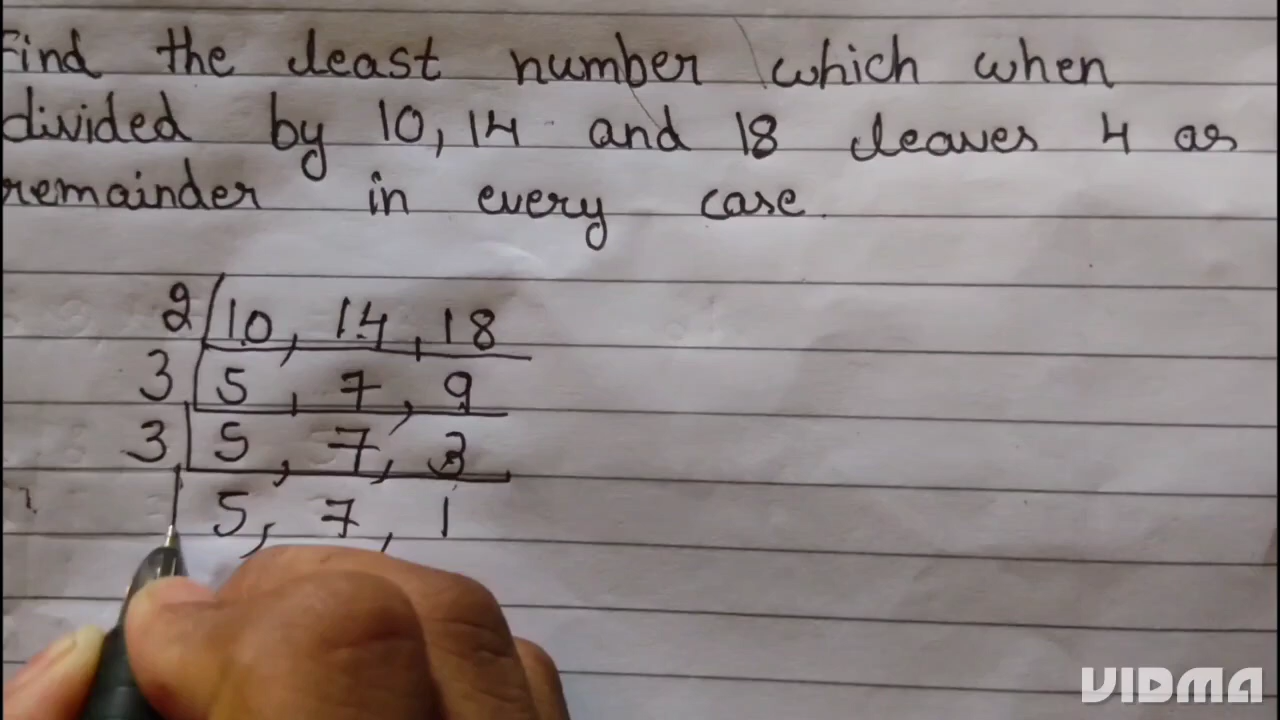 Find the least number which when
divided by 10, 14 and 18 leaves 4 as
remainder in every case.
2 10, 14, 18
3 5, 7, 9
3 5, 7, 3
5, 7, 1
VIDMA